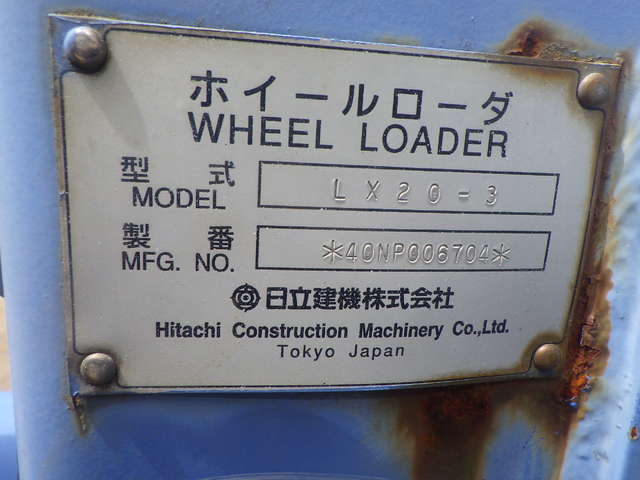 ホイールローダ
WHEEL LOADER
型式 LX20-3
MODEL
製番 *40NP006704*
MFG. NO.
日立建機株式会社
Hitachi Construction Machinery Co.,Ltd.
Tokyo Japan